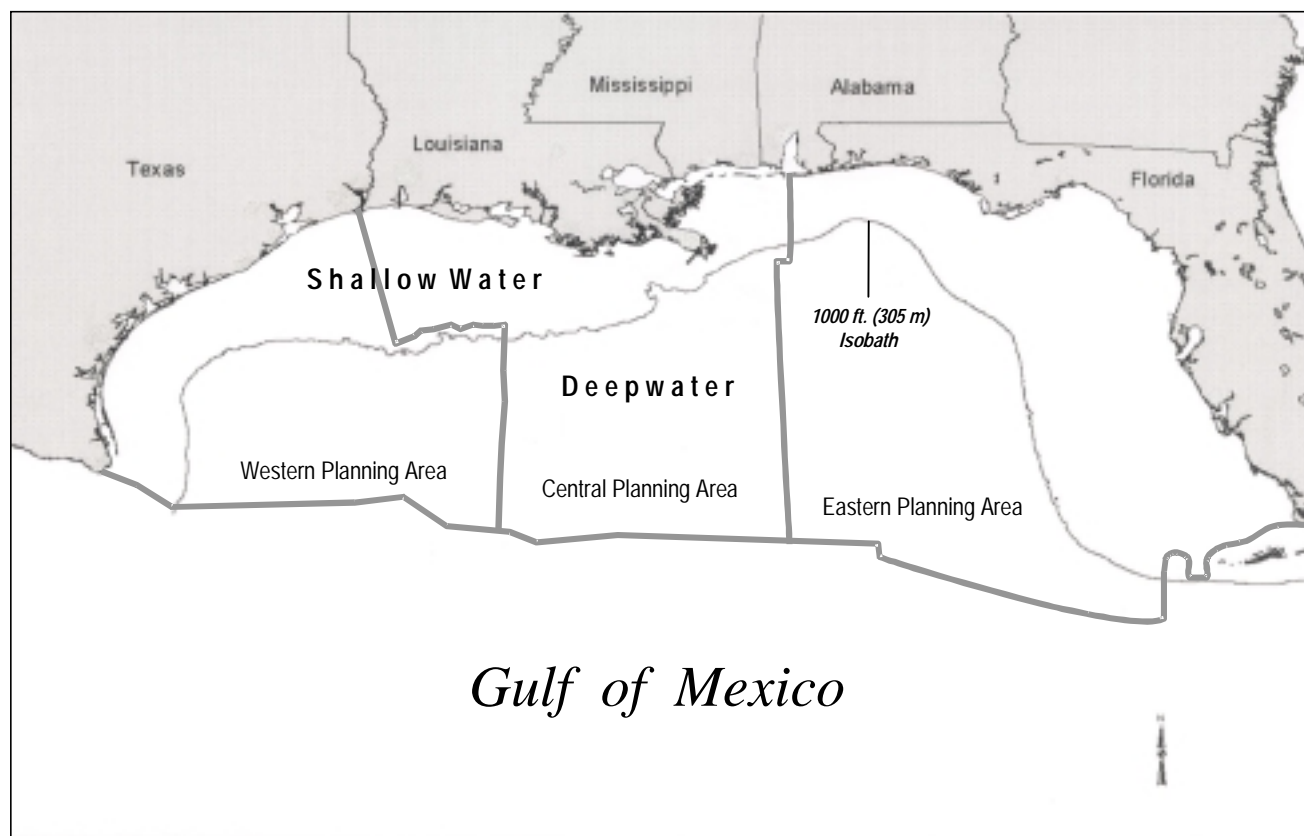 Mississippi
Alabama
Louisiana
Texas
Florida
Shallow Water
1000 ft. (305 m)
Isobath
Deepwater
Western Planning Area
Central Planning Area
Eastern Planning Area
Gulf of Mexico